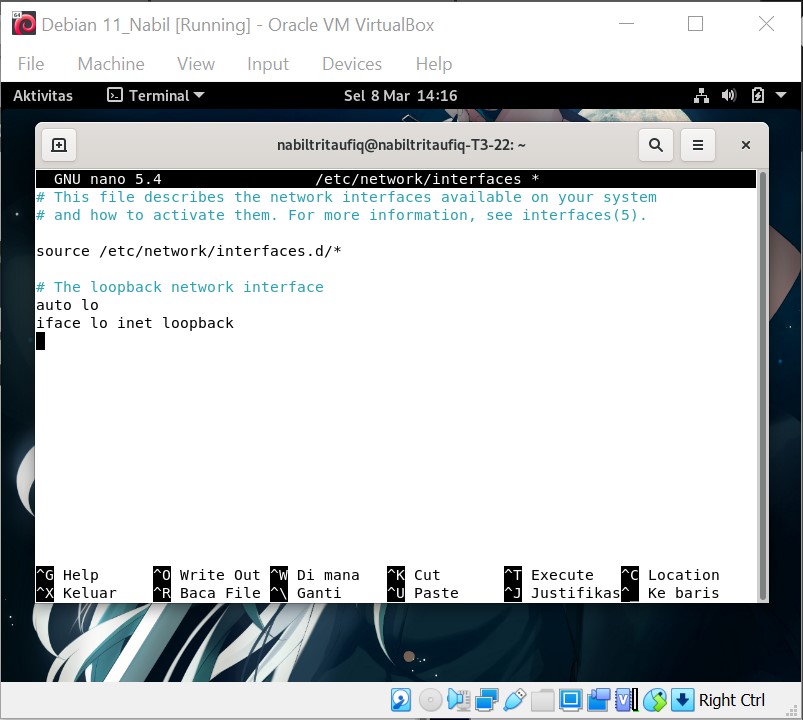 Debian 11_Nabil [Running] - Oracle VM VirtualBox
File Machine View Input Devices Help
Aktivitas Terminal Sel 8 Mar 14:16
nabiltritaufiq@nabiltritaufiq-T3-22: ~
GNU nano 5.4 /etc/network/interfaces *
# This file describes the network interfaces available on your system
# and how to activate them. For more information, see interfaces(5).
source /etc/network/interfaces.d/*
# The loopback network interface
auto lo
iface lo inet loopback
^G Help ^O Write Out ^W Di mana ^K Cut ^T Execute ^C Location
^X Keluar ^R Baca File ^\ Ganti ^U Paste ^J Justifikas^_ Ke baris
Right Ctrl